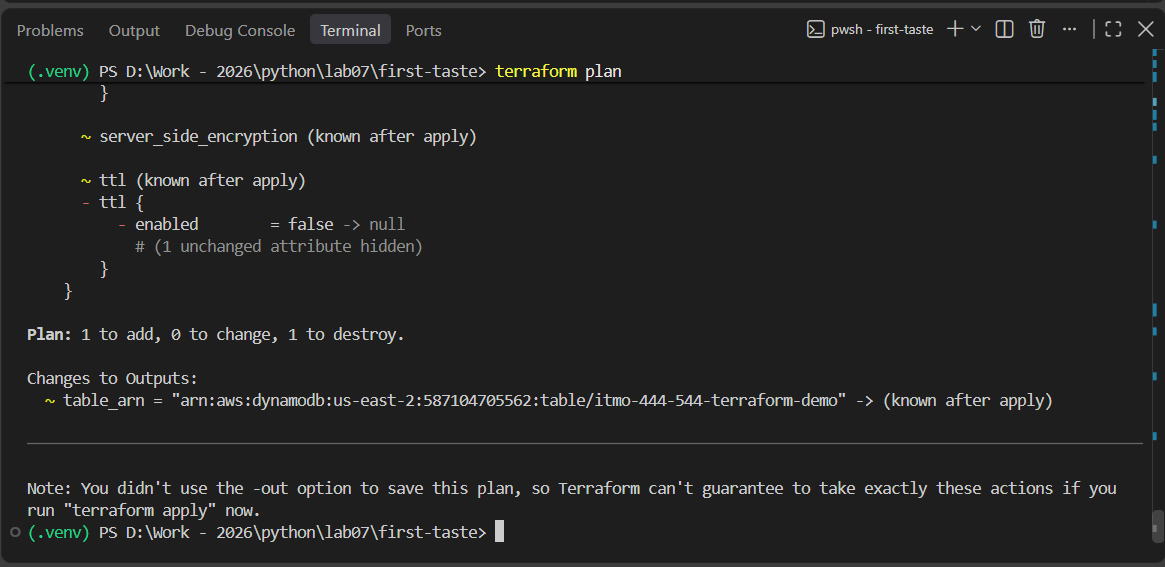 Problems Output Debug Console Terminal Ports pwsh - first-taste
(.venv) PS D:\Work - 2026\python\lab07\first-taste> terraform plan
}
~ server_side_encryption (known after apply)
~ ttl (known after apply)
- ttl {
- enabled = false -> null
# (1 unchanged attribute hidden)
}
}
Plan: 1 to add, 0 to change, 1 to destroy.
Changes to Outputs:
~ table_arn = "arn:aws:dynamodb:us-east-2:587104705562:table/itmo-444-544-terraform-demo" -> (known after apply)
Note: You didn't use the -out option to save this plan, so Terraform can't guarantee to take exactly these actions if you
run "terraform apply" now.
(.venv) PS D:\Work - 2026\python\lab07\first-taste>